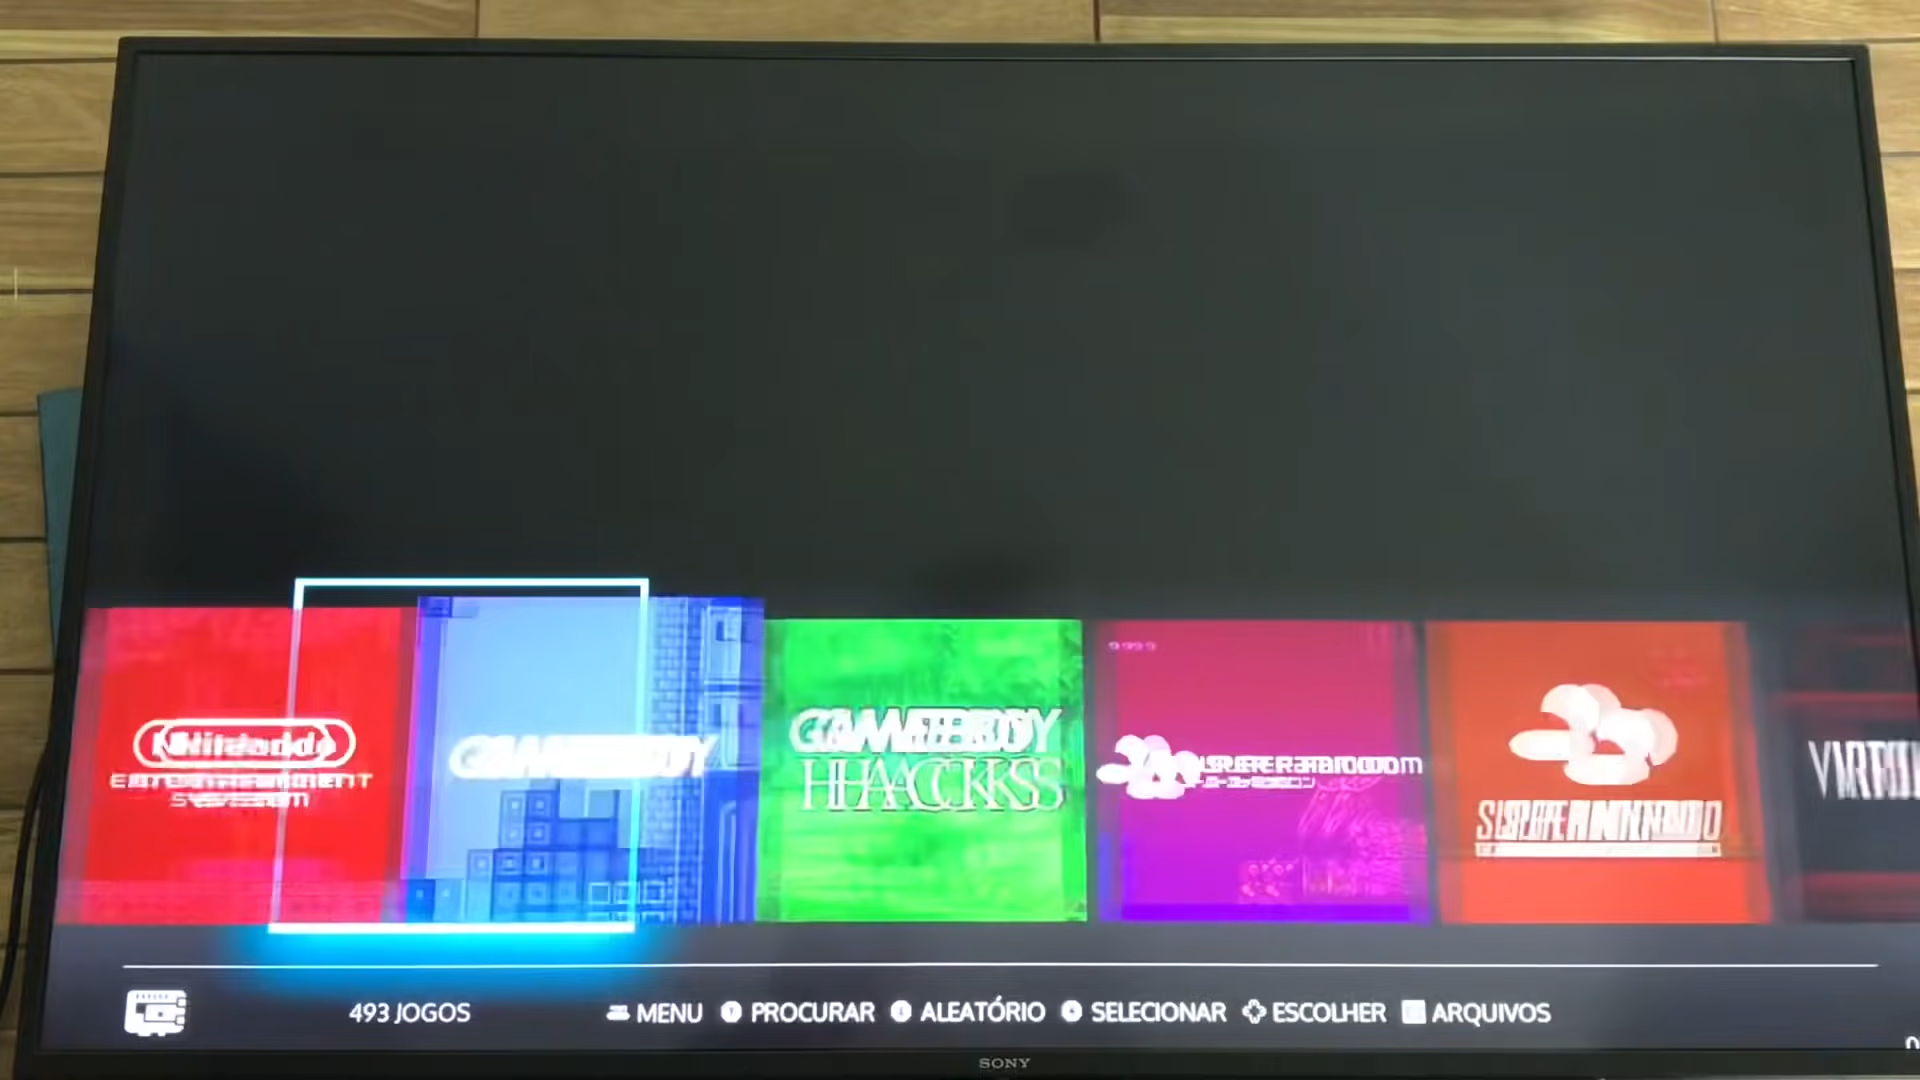 Nintendo
ENTERTAINMENT
SYSTEM
GAMEBOY
GAMEBOY
HACKS
SUPER NINTENDO
493 JOGOS
MENU
PROCURAR
ALEATÓRIO
SELECIONAR
ESCOLHER
ARQUIVOS
SONY